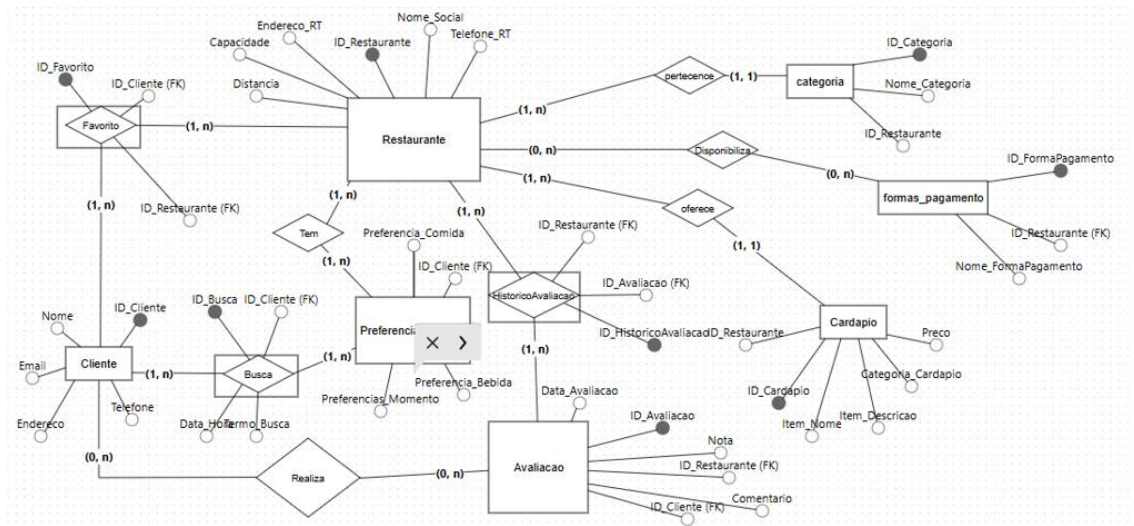 Nome_Social
Endereco_RT
ID_Restaurante
Telefone_RT
Capacidade
ID_Categoria
ID_Favorito
ID_Cliente (FK)
Distancia
pertecence
(1, 1)
categoria
Nome_Categoria
Favorito
(1, n)
Restaurante
(1, n)
ID_Restaurante
(0, n)
Disponibiliza
ID_FormaPagamento
(1, n)
(0, n)
formas_pagamento
(1, n)
oferece
(1, n)
(1, n)
ID_Restaurante (FK)
ID_Restaurante (FK)
ID_Restaurante (FK)
Tem
Preferencia_Comida
(1, 1)
(1, n)
ID_Cliente (FK)
Nome_FormaPagamento
ID_Avaliacao (FK)
ID_Busca
ID_Cliente (FK)
HistoricoAvaliacao
Nome
ID_Cliente
ID_HistoricoAvaliacao
ID_Restaurante
Cardapio
Preco
Preferencia
Cliente
(1, n)
(1, n)
(1, n)
Email
Busca
Categoria_Cardapio
Preferencia_Bebida
Data_Avaliacao
ID_Cardapio
Preferencias_Momento
Telefone
Endereco
Data_Hora
Termo_Busca
Item_Nome
Item_Descricao
ID_Avaliacao
Nota
(0, n)
Realiza
(0, n)
Avaliacao
ID_Restaurante (FK)
Comentario
ID_Cliente (FK)